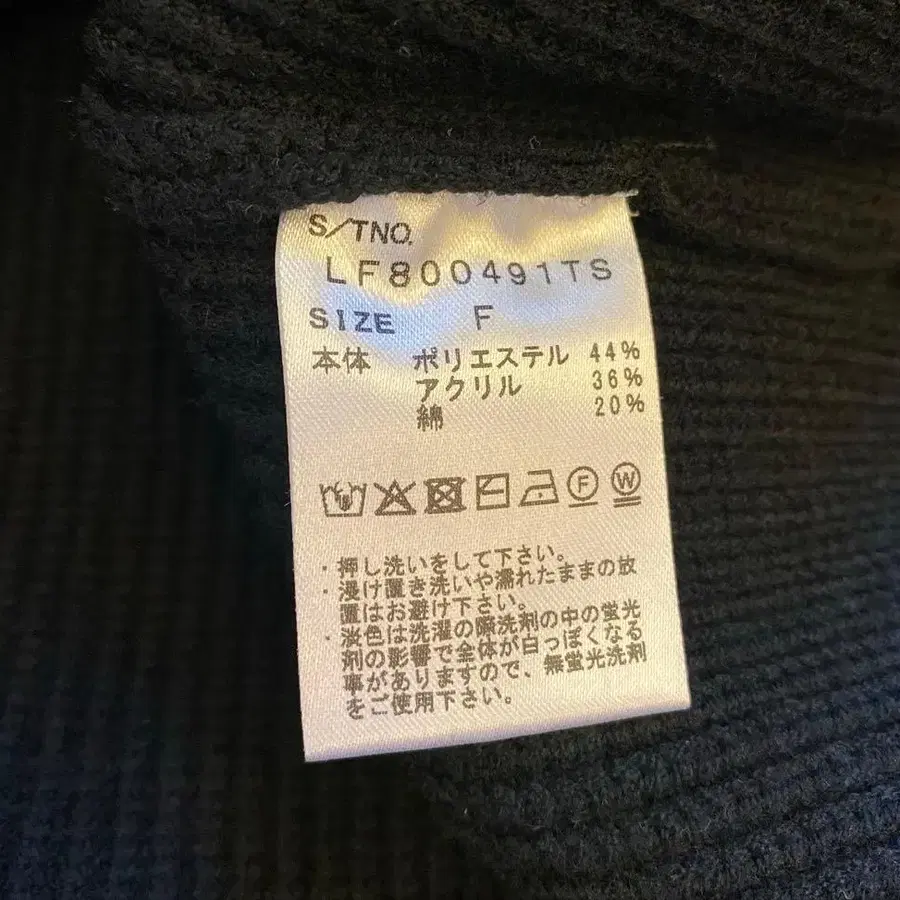 S/TNO.
LF800491TS
SIZE F
本体 ポリエステル 44%
アクリル 36%
綿 20%
F W
・押し洗いをして下さい。
・浸け置き洗いや濡れたままの放
置はお避け下さい。
・淡色は洗濯の際洗剤の中の蛍光
剤の影響で全体が白っぽくなる
事がありますので、無蛍光洗剤
をご使用下さい。